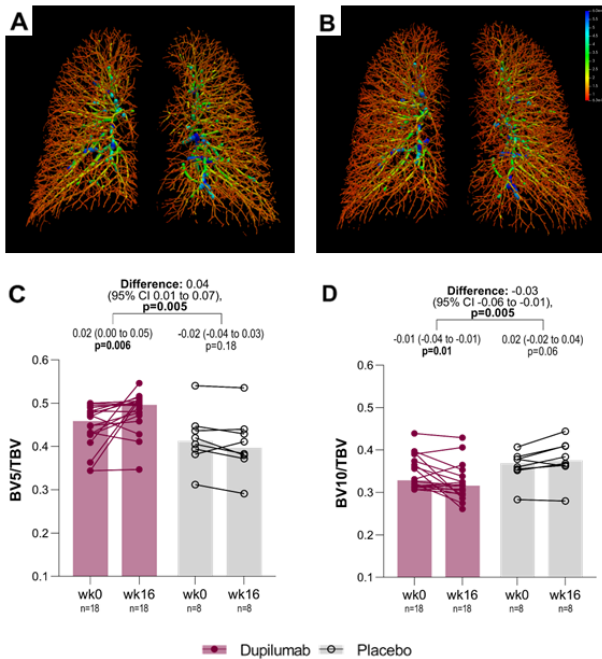 A
B
C
Difference: 0.04
(95% CI 0.01 to 0.07),
p=0.005
0.02 (0.00 to 0.05)
p=0.006
-0.02 (-0.04 to 0.03)
p=0.18
BV5/TBV
0.6
0.5
0.4
0.3
0.2
0.1
wk0
n=18
wk16
n=18
wk0
n=8
wk16
n=8
D
Difference: -0.03
(95% CI -0.06 to -0.01),
p=0.005
-0.01 (-0.04 to -0.01)
p=0.01
0.02 (-0.02 to 0.04)
p=0.06
BV10/TBV
0.6
0.5
0.4
0.3
0.2
0.1
wk0
n=18
wk16
n=18
wk0
n=8
wk16
n=8
Dupilumab
Placebo